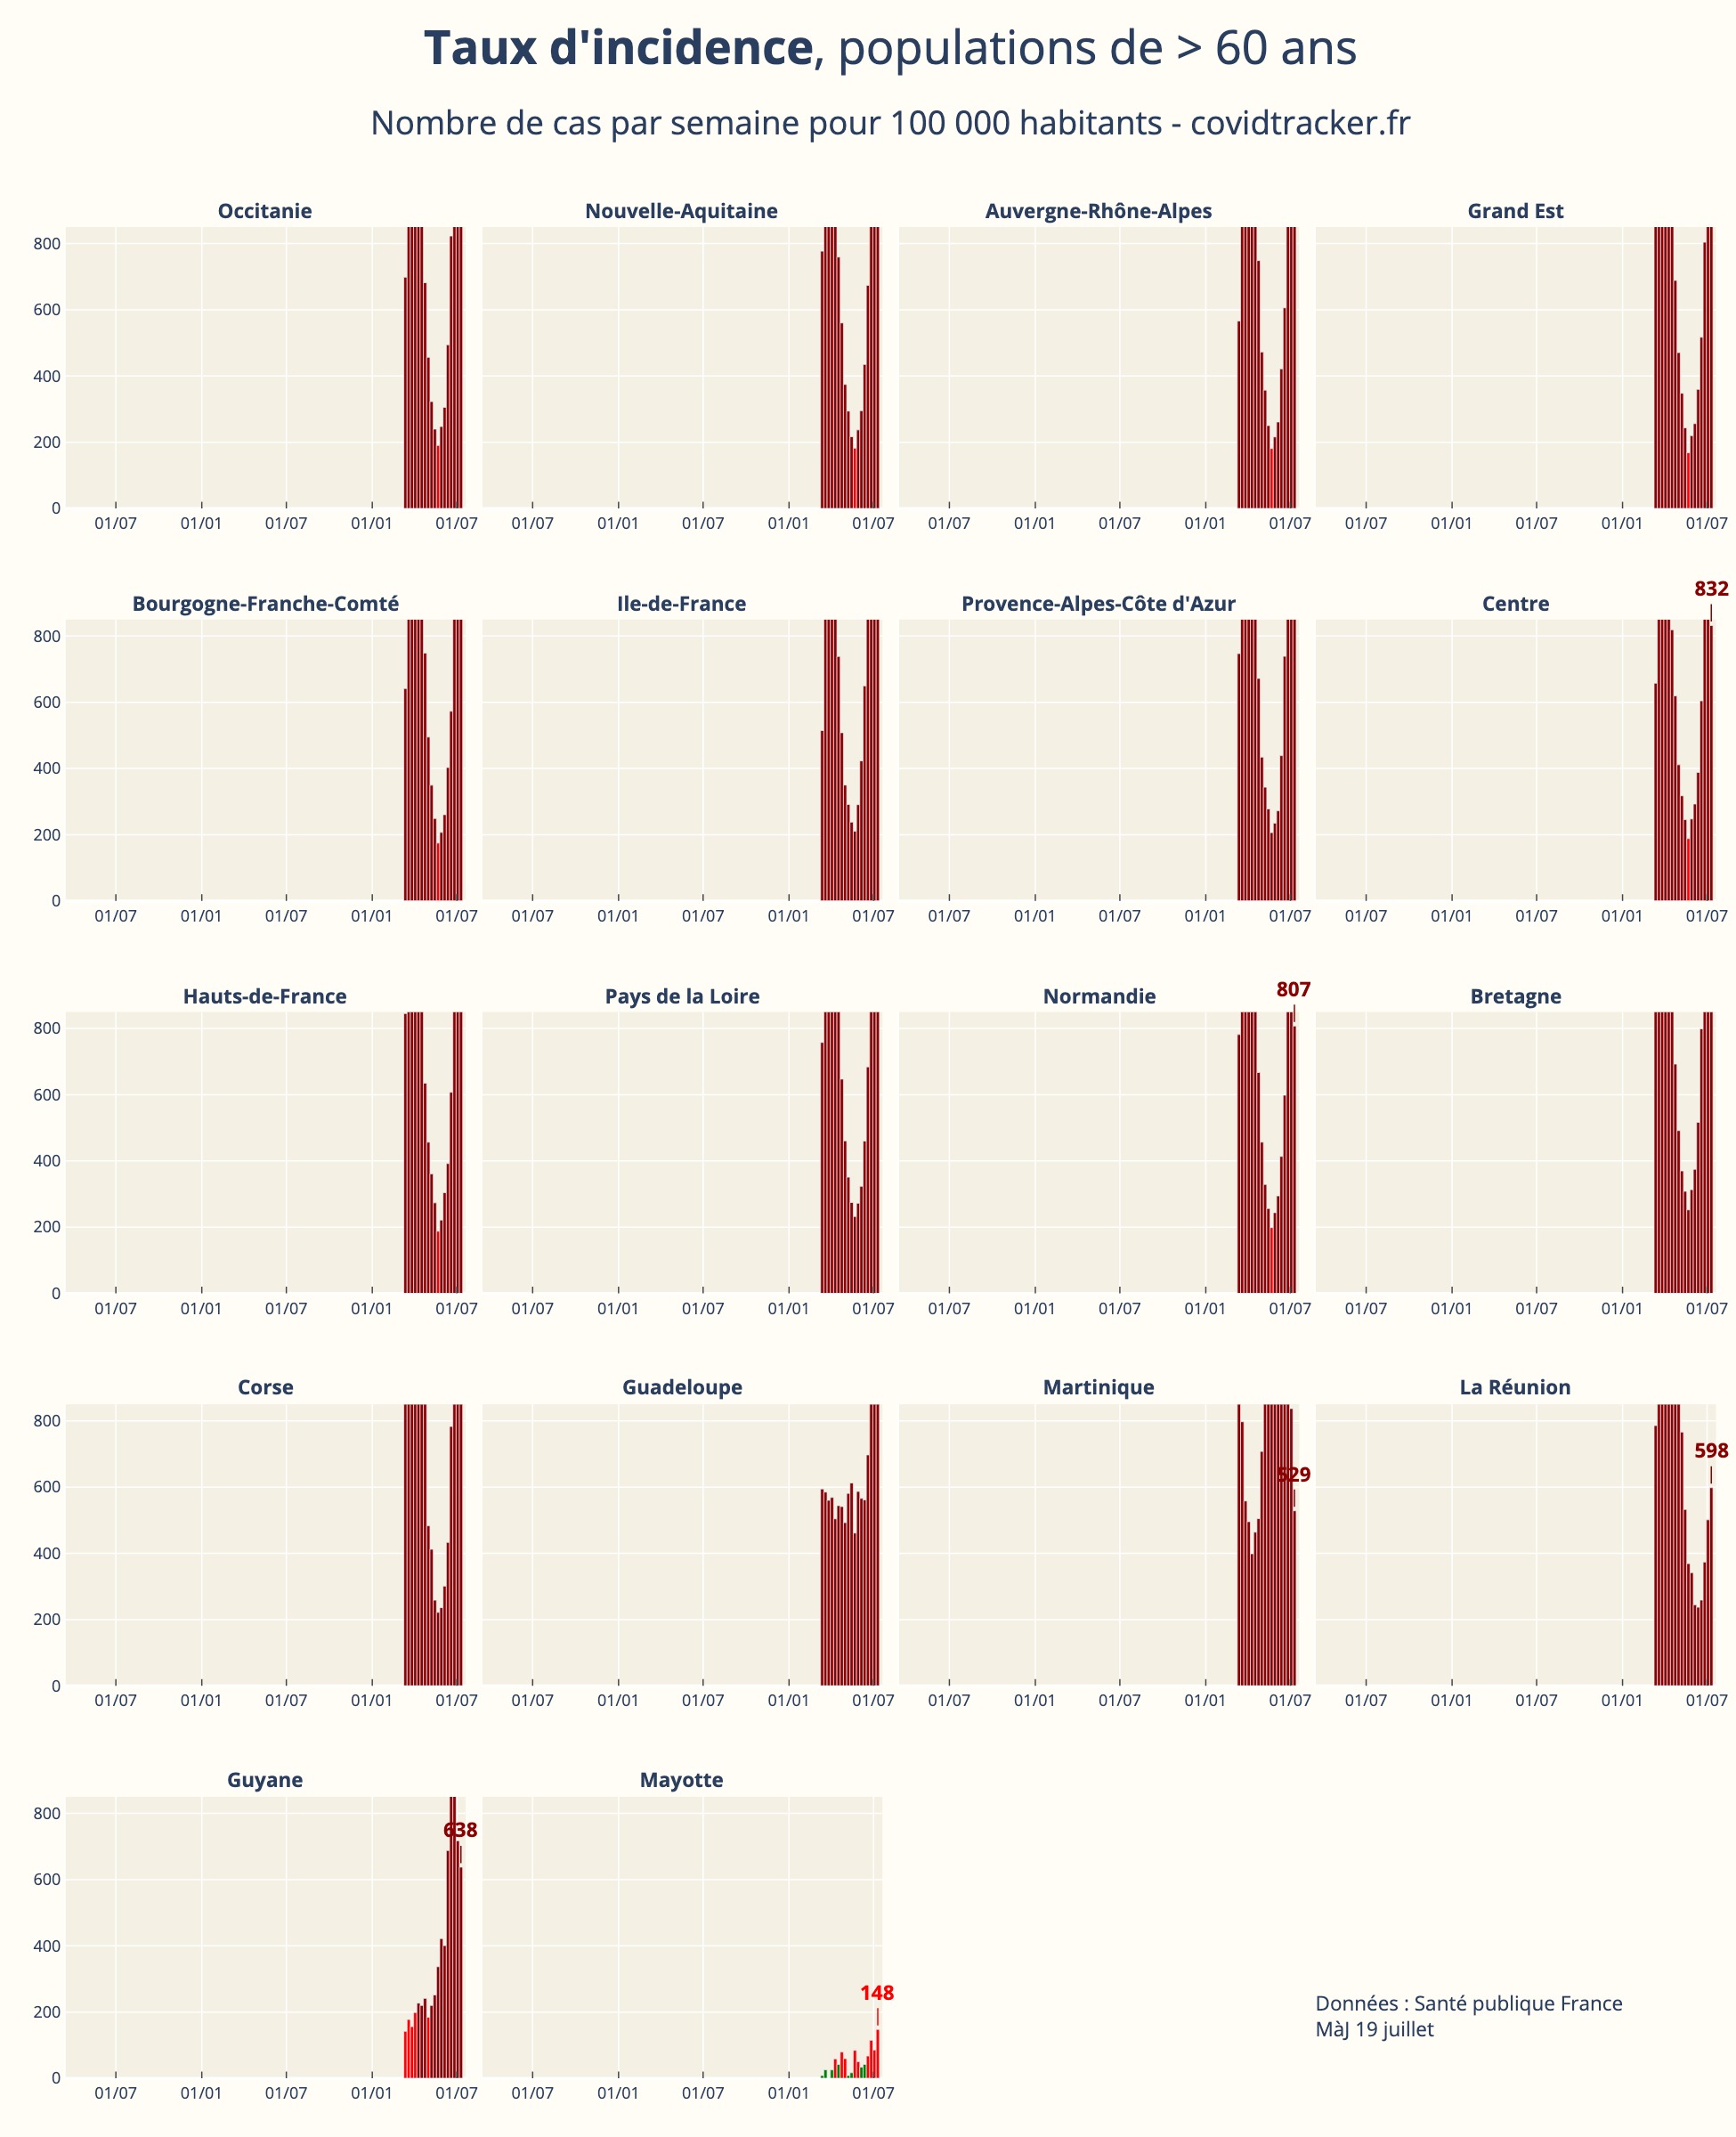 Taux d'incidence, populations de > 60 ans
Nombre de cas par semaine pour 100 000 habitants - covidtracker.fr
Occitanie Nouvelle-Aquitaine Auvergne-Rhône-Alpes Grand Est
800
600
400
200
0
01/07 01/01 01/07 01/01 01/07 01/07 01/01 01/07 01/01 01/07 01/07 01/01 01/07 01/01 01/07 01/07 01/01 01/07 01/01 01/07
832
Bourgogne-Franche-Comté Ile-de-France Provence-Alpes-Côte d'Azur Centre
800
600
400
200
0
01/07 01/01 01/07 01/01 01/07 01/07 01/01 01/07 01/01 01/07 01/07 01/01 01/07 01/01 01/07 01/07 01/01 01/07 01/01 01/07
807
Hauts-de-France Pays de la Loire Normandie Bretagne
800
600
400
200
0
01/07 01/01 01/07 01/01 01/07 01/07 01/01 01/07 01/01 01/07 01/07 01/01 01/07 01/01 01/07 01/07 01/01 01/07 01/01 01/07
Corse Guadeloupe Martinique La Réunion
800
598
529
600
400
200
0
01/07 01/01 01/07 01/01 01/07 01/07 01/01 01/07 01/01 01/07 01/07 01/01 01/07 01/01 01/07 01/07 01/01 01/07 01/01 01/07
Guyane Mayotte
800
638
600
400
200
148
0
01/07 01/01 01/07 01/01 01/07 01/07 01/01 01/07 01/01 01/07
Données : Santé publique France
MàJ 19 juillet